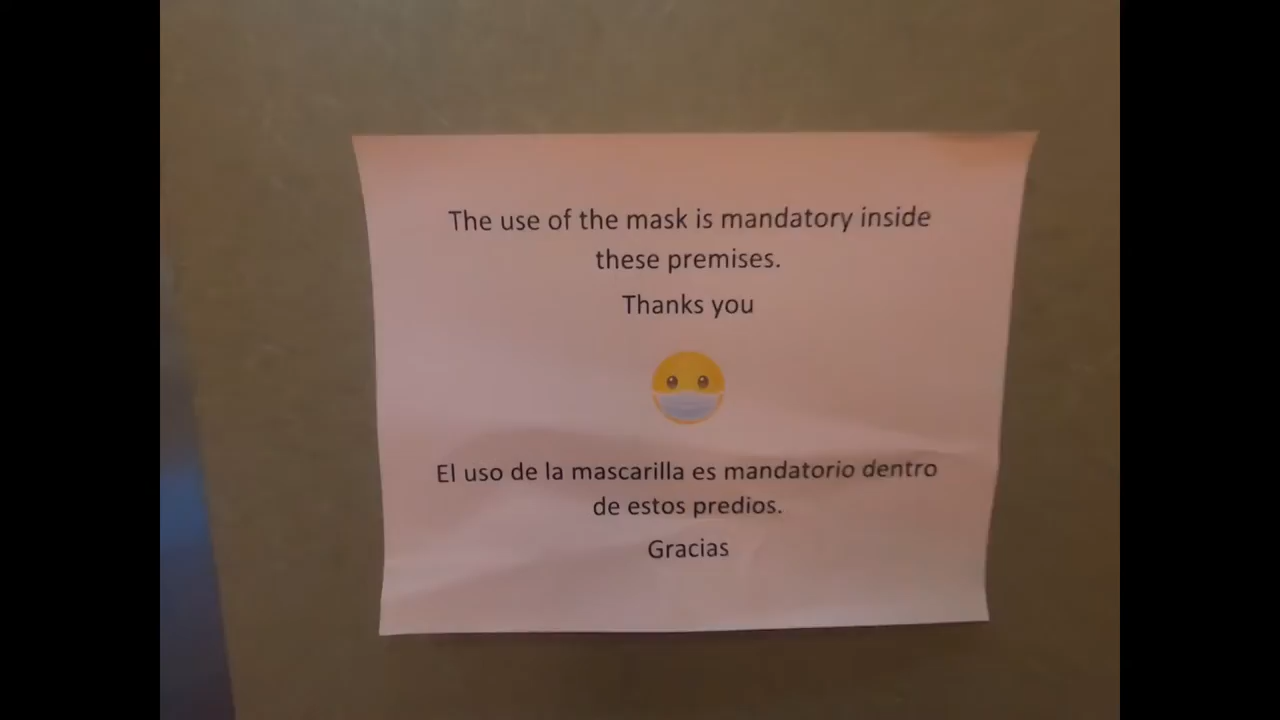 The use of the mask is mandatory inside
these premises.
Thanks you
El uso de la mascarilla es mandatorio dentro
de estos predios.
Gracias